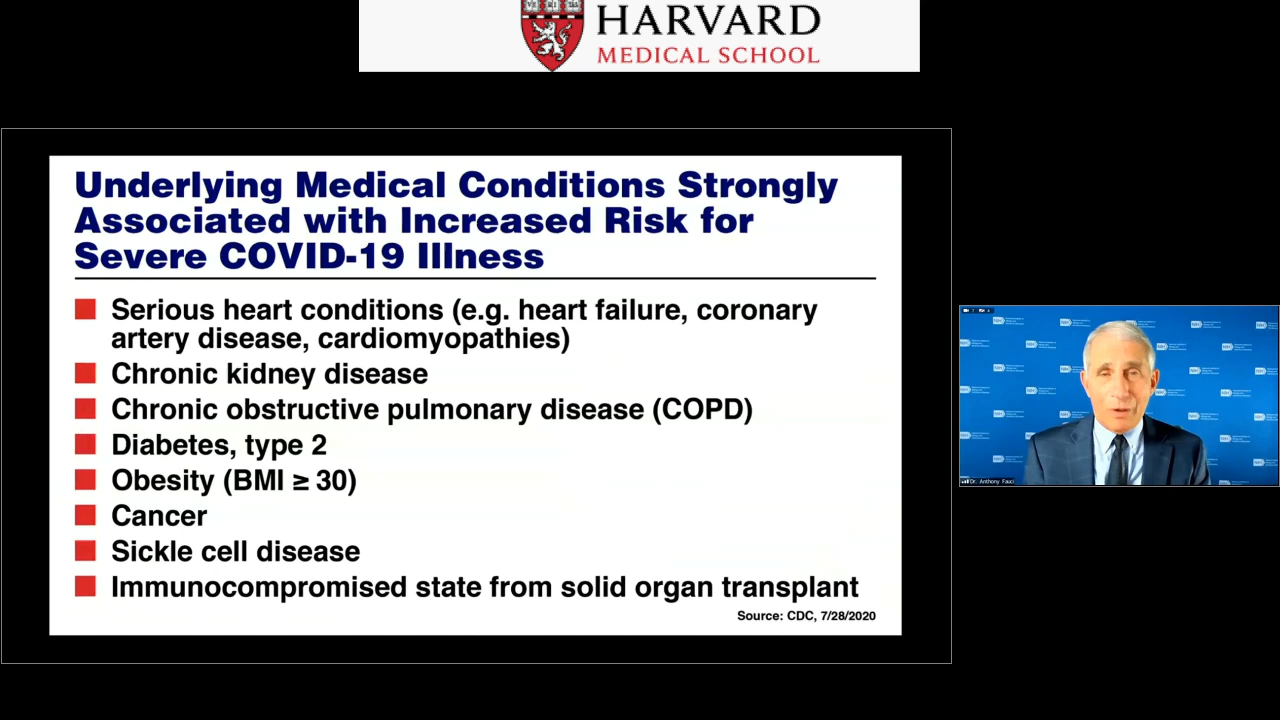 HARVARD
MEDICAL SCHOOL
Underlying Medical Conditions Strongly
Associated with Increased Risk for
Severe COVID-19 Illness
Serious heart conditions (e.g. heart failure, coronary
artery disease, cardiomyopathies)
Chronic kidney disease
Chronic obstructive pulmonary disease (COPD)
Diabetes, type 2
Obesity (BMI ≥ 30)
Cancer
Sickle cell disease
Immunocompromised state from solid organ transplant
Source: CDC, 7/28/2020
Dr. Anthony Fauci